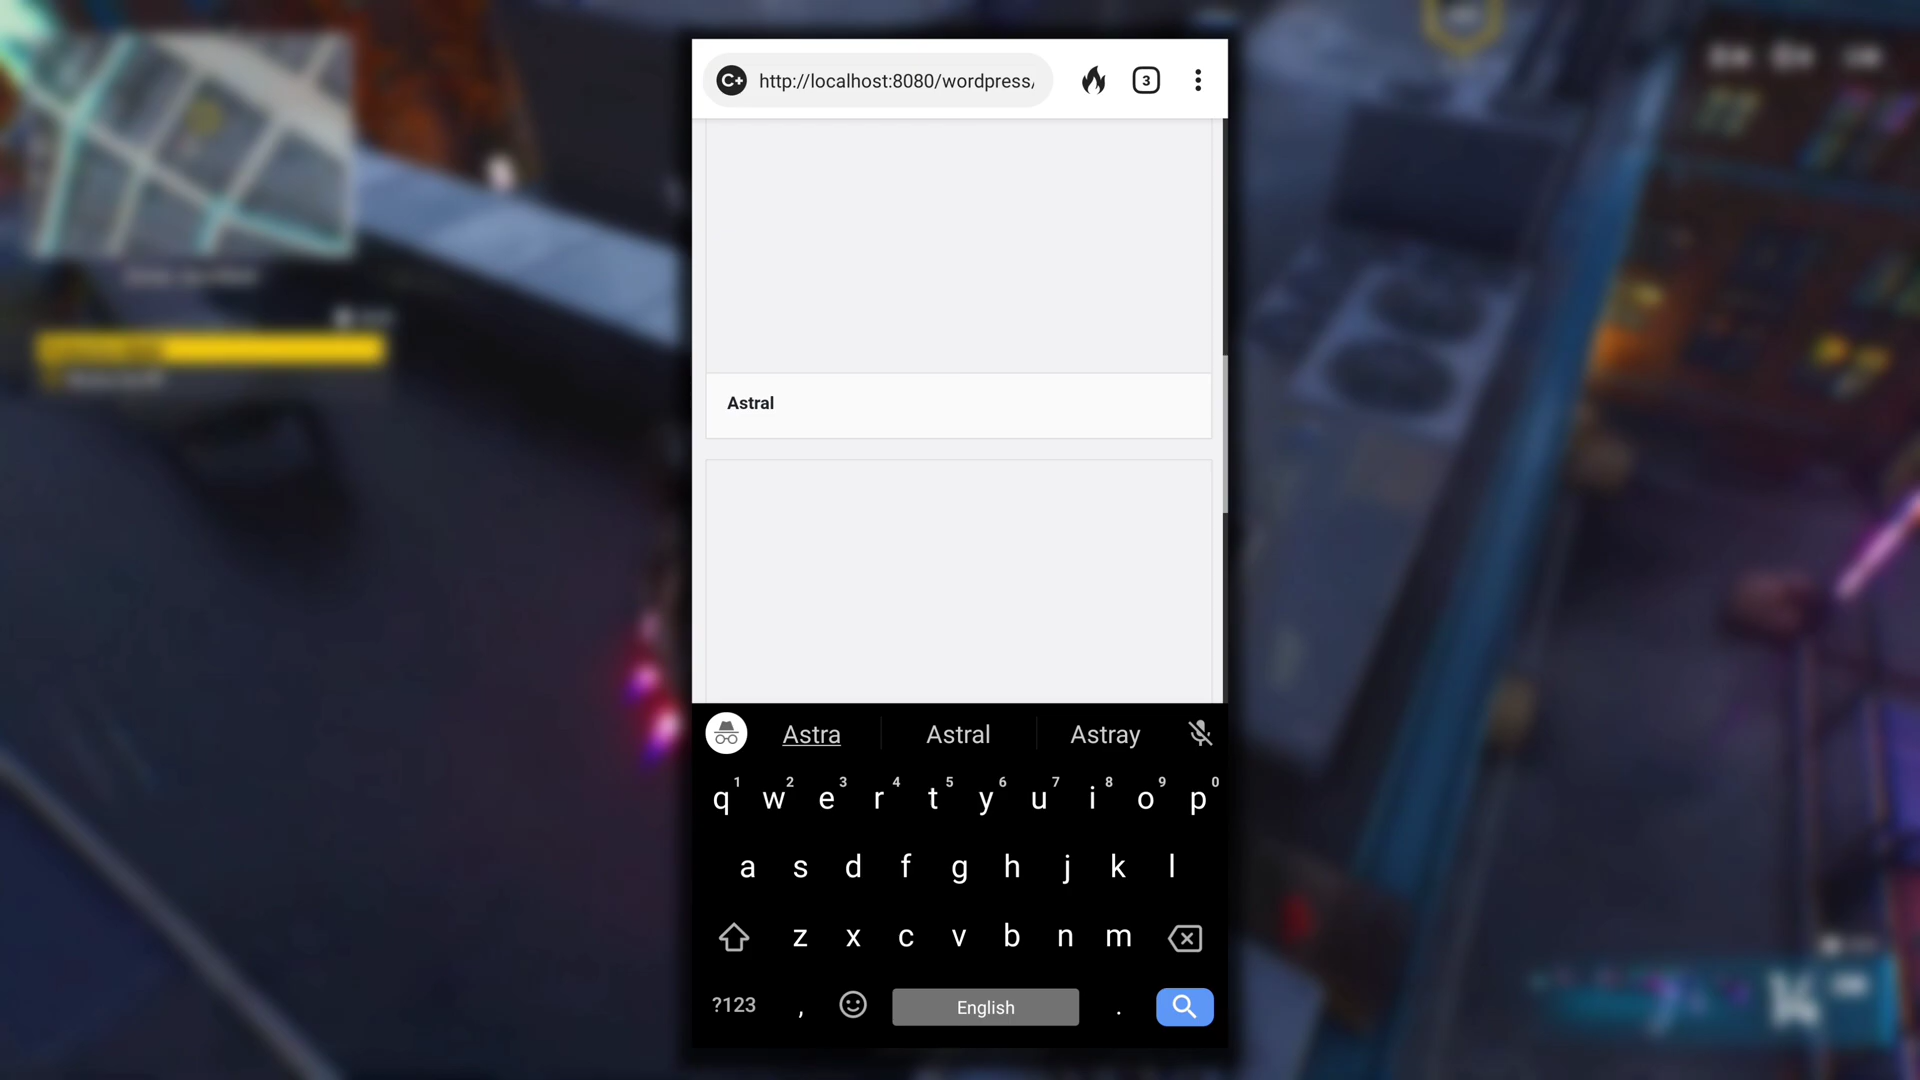 C+ http://localhost:8080/wordpress/ 3
Astral
Astra Astral Astray
1 2 3 4 5 6 7 8 9 0
q w e r t y u i o p
a s d f g h j k l
z x c v b n m
?123 , English .
14